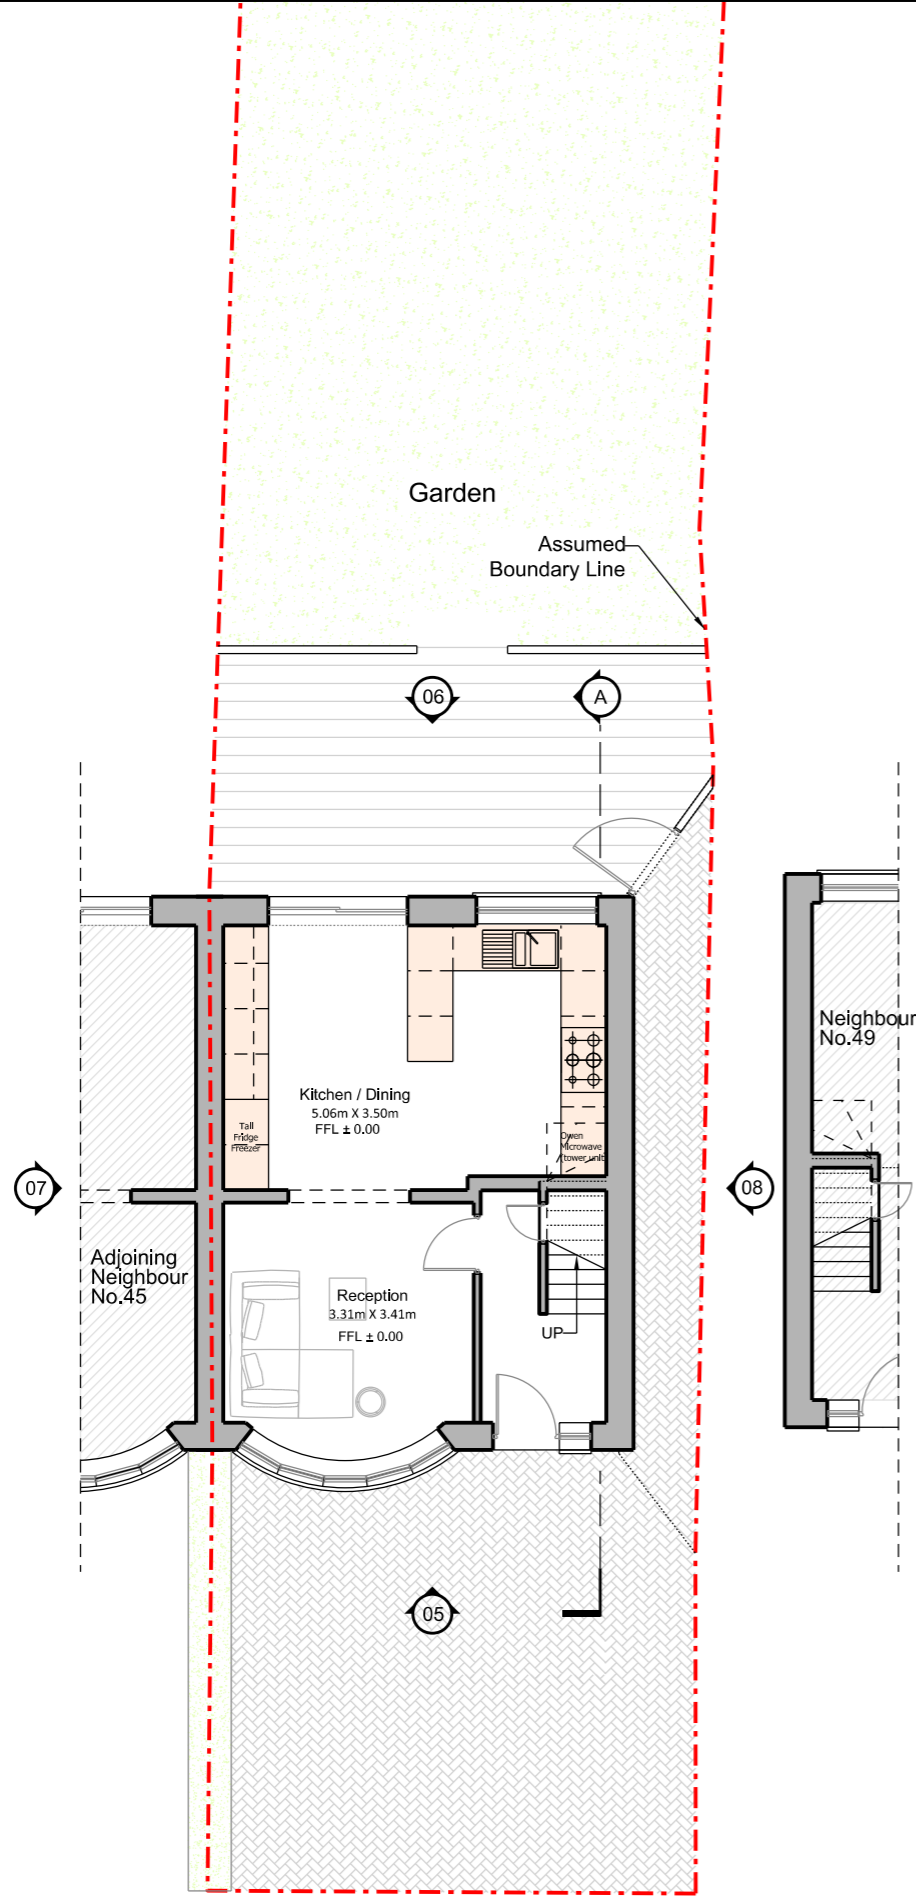 Garden
Assumed
Boundary Line
06
A
Neighbour
No.49
Kitchen / Dining
5.06m X 3.50m
FFL ± 0.00
Tall
Fridge
Freezer
Owen
Microwave
tower unit
07
08
Adjoining
Neighbour
No.45
Reception
3.31m X 3.41m
FFL ± 0.00
UP
05